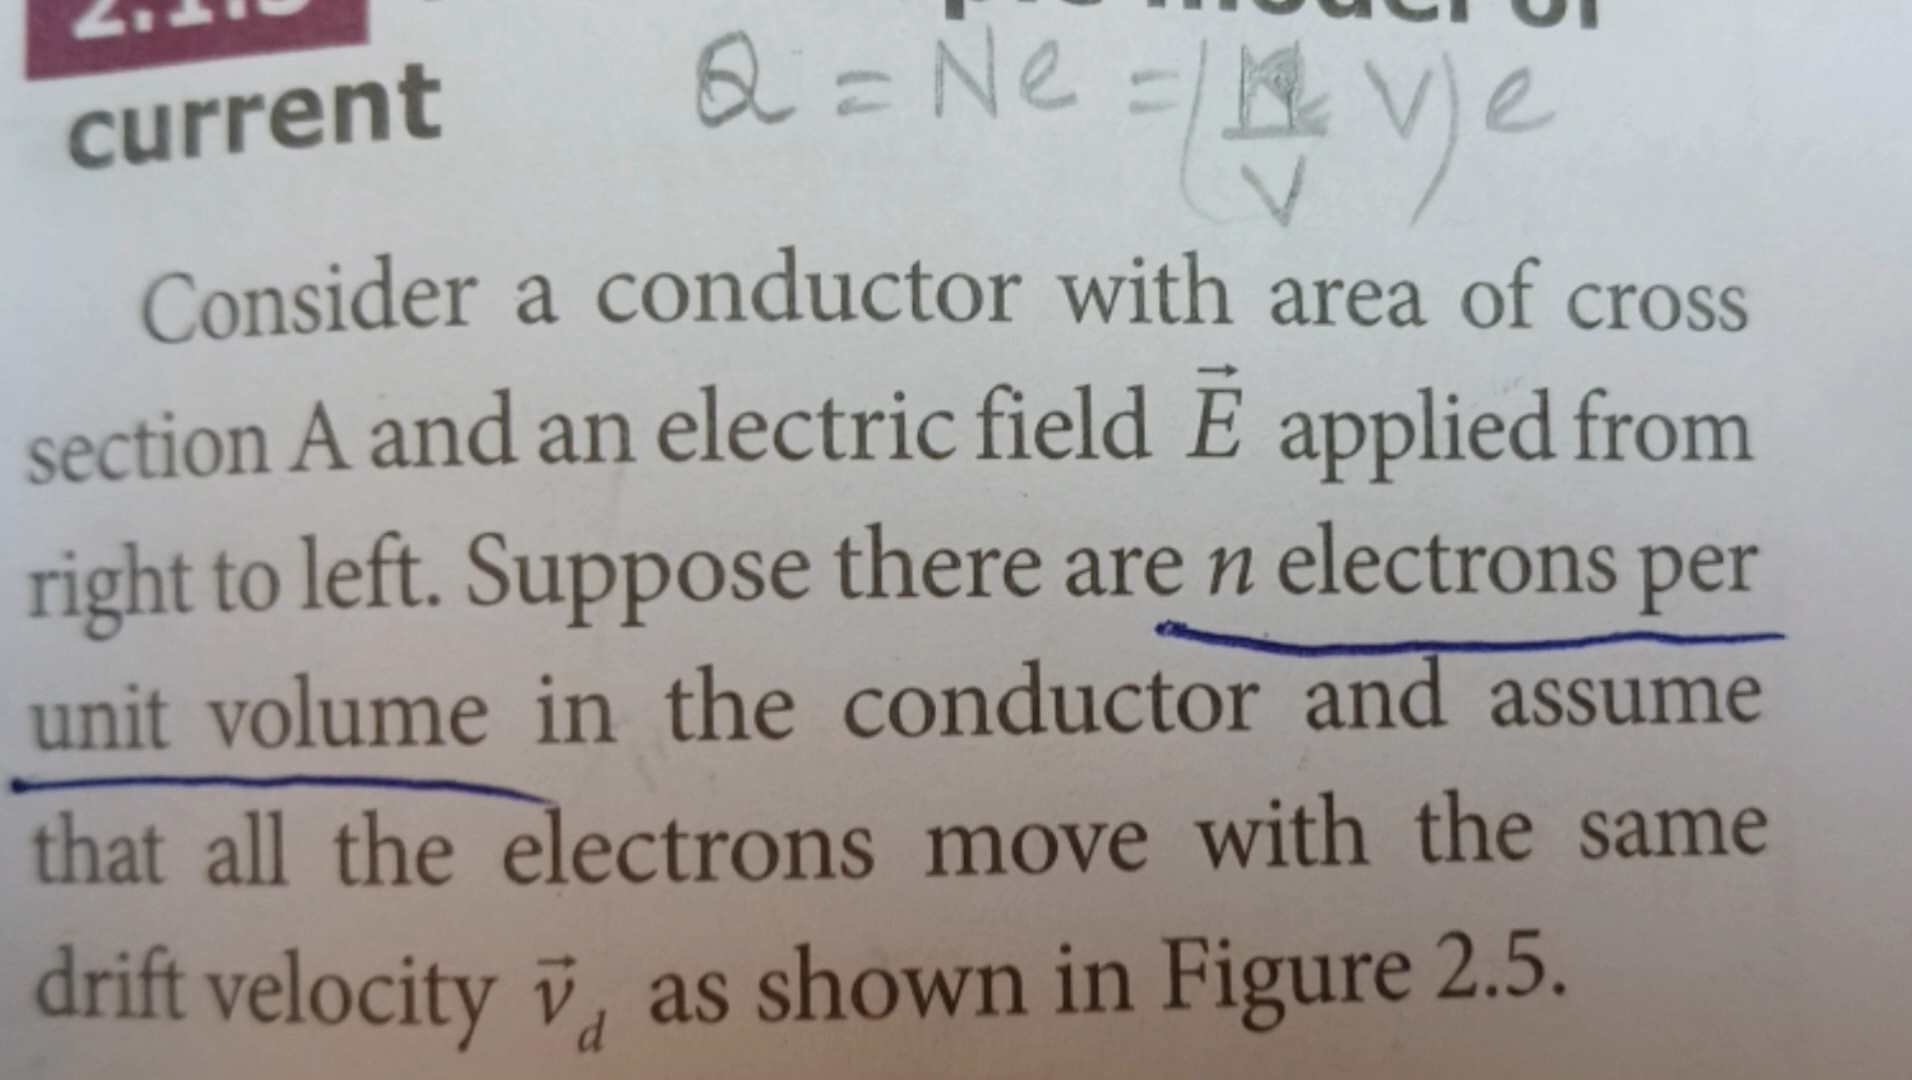 model of
current
Q = Ne = ( V) e
V
Consider a conductor with area of cross
section A and an electric field E⃗ applied from
right to left. Suppose there are n electrons per
unit volume in the conductor and assume
that all the electrons move with the same
drift velocity v⃗d as shown in Figure 2.5.